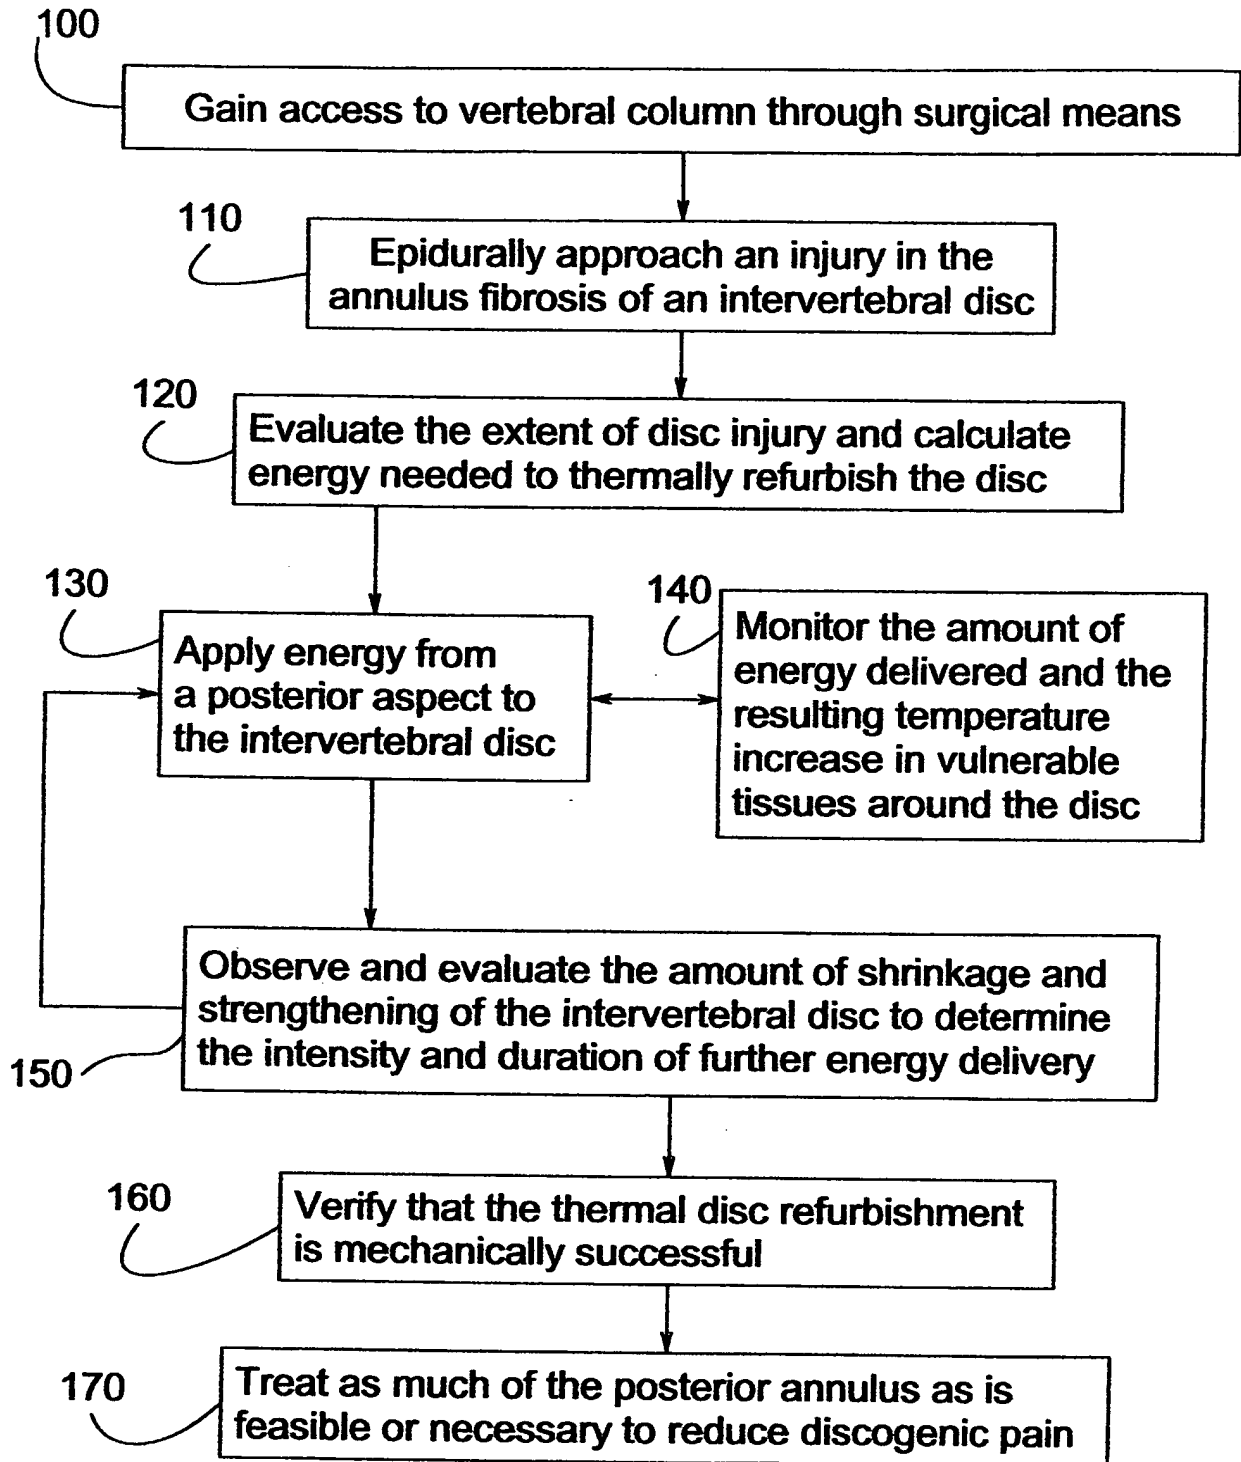 100
Gain access to vertebral column through surgical means
110
Epidurally approach an injury in the
annulus fibrosis of an intervertebral disc
120
Evaluate the extent of disc injury and calculate
energy needed to thermally refurbish the disc
130
Apply energy from
a posterior aspect to
the intervertebral disc
140
Monitor the amount of
energy delivered and the
resulting temperature
increase in vulnerable
tissues around the disc
Observe and evaluate the amount of shrinkage and
strengthening of the intervertebral disc to determine
the intensity and duration of further energy delivery
150
160
Verify that the thermal disc refurbishment
is mechanically successful
170
Treat as much of the posterior annulus as is
feasible or necessary to reduce discogenic pain